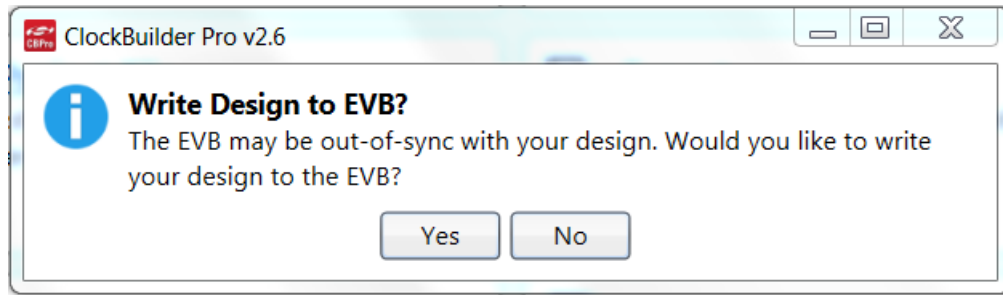 CBPro ClockBuilder Pro v2.6
Write Design to EVB?
The EVB may be out-of-sync with your design. Would you like to write
your design to the EVB?
Yes No